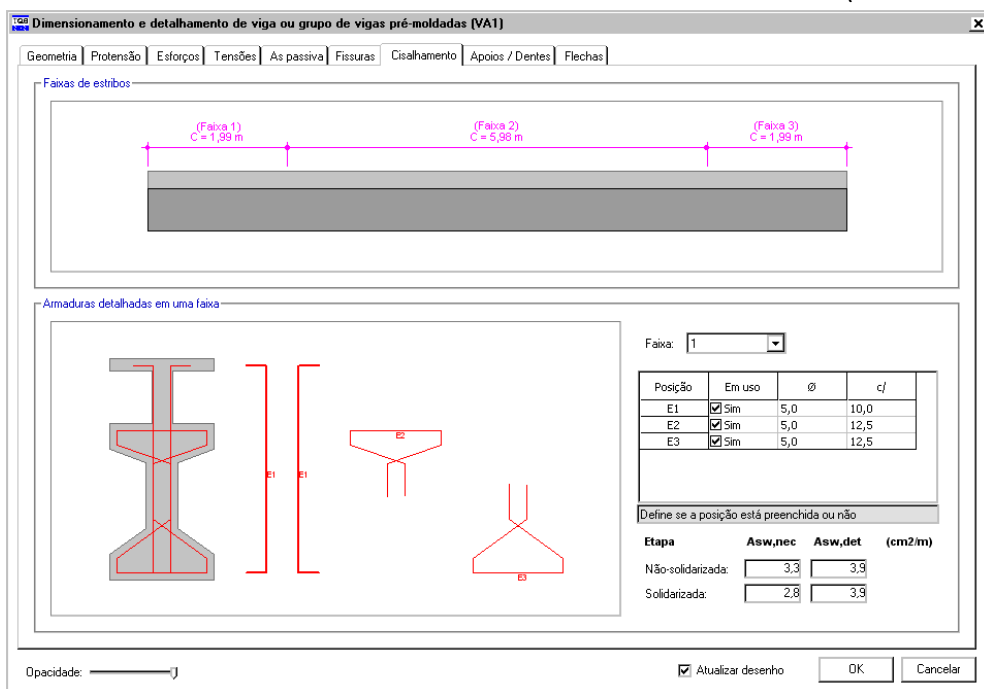 TQS NxN Dimensionamento e detalhamento de viga ou grupo de vigas pré-moldadas (VA1)
Geometria Protensão Esforços Tensões As passiva Fissuras Cisalhamento Apoios / Dentes Flechas
Faixas de estribos
(Faixa 1) (Faixa 2) (Faixa 3)
C = 1,99 m C = 5,98 m C = 1,99 m
Armaduras detalhadas em uma faixa
Faixa: 1
Posição Em uso Ø c/
E1 Sim 5,0 10,0
E2 Sim 5,0 12,5
E3 Sim 5,0 12,5
E2
E1 E1
E3
Define se a posição está preenchida ou não
Etapa Asw,nec Asw,det (cm2/m)
Não-solidarizada: 3,3 3,9
Solidarizada: 2,8 3,9
Opacidade: Atualizar desenho OK Cancelar